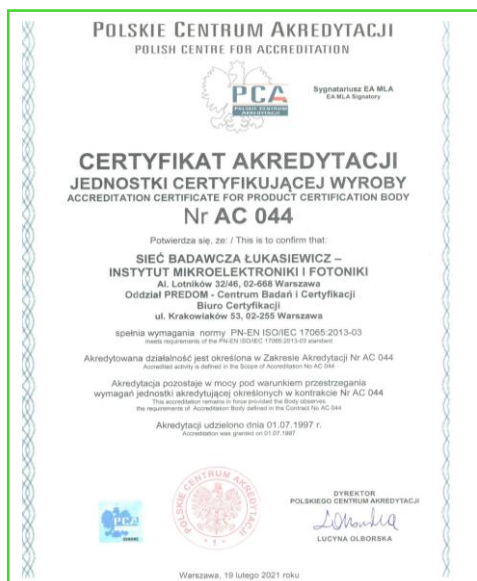 POLSKIE CENTRUM AKREDYTACJI
POLISH CENTRE FOR ACCREDITATION
PCA
POLSKIE CENTRUM
AKREDYTACJI
Sygnatariusz EA MLA
EA MLA Signatory
CERTYFIKAT AKREDYTACJI
JEDNOSTKI CERTYFIKUJĄCEJ WYROBY
ACCREDITATION CERTIFICATE FOR PRODUCT CERTIFICATION BODY
Nr AC 044
Potwierdza się, że: / This is to confirm that:
SIEĆ BADAWCZA ŁUKASIEWICZ –
INSTYTUT MIKROELEKTRONIKI I FOTONIKI
Al. Lotników 32/46, 02-668 Warszawa
Oddział PREDOM - Centrum Badań i Certyfikacji
Biuro Certyfikacji
ul. Krakowiaków 53, 02-255 Warszawa
spełnia wymagania normy PN-EN ISO/IEC 17065:2013-03
meets requirements of the PN-EN ISO/IEC 17065:2013-03 standard
Akredytowana działalność jest określona w Zakresie Akredytacji Nr AC 044
Accredited activity is defined in the Scope of Accreditation No AC 044
Akredytacja pozostaje w mocy pod warunkiem przestrzegania
wymagań jednostki akredytującej określonych w kontrakcie Nr AC 044
This accreditation remains in force provided the Body observes
the requirements of Accreditation Body defined in the Contract No AC 044
Akredytacji udzielono dnia 01.07.1997 r.
Accreditation was granted on 01.07.1997
POLSKIE CENTRUM AKREDYTACJI
PCA
DYREKTOR
POLSKIEGO CENTRUM AKREDYTACJI
LUCYNA OLBORSKA
Warszawa, 19 lutego 2021 roku